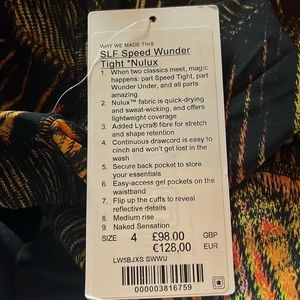 WHY WE MADE THIS
SLF Speed Wunder
Tight *Nulux
1. When two classics meet, magic
happens: part Speed Tight, part
Wunder Under, and all parts
amazing
2. Nulux™ fabric is quick-drying
and sweat-wicking, and offers
lightweight coverage
3. Added Lycra® fibre for stretch
and shape retention
4. Continuous drawcord is easy to
cinch and won't get lost in the
wash
5. Secure back pocket to store
your essentials
6. Easy-access gel pockets on the
waistband
7. Flip up the cuffs to reveal
reflective details
8. Medium rise
9. Naked Sensation
SIZE 4 £98.00 GBP
€128,00 EUR
LW5BJXS SWWU
000003816759